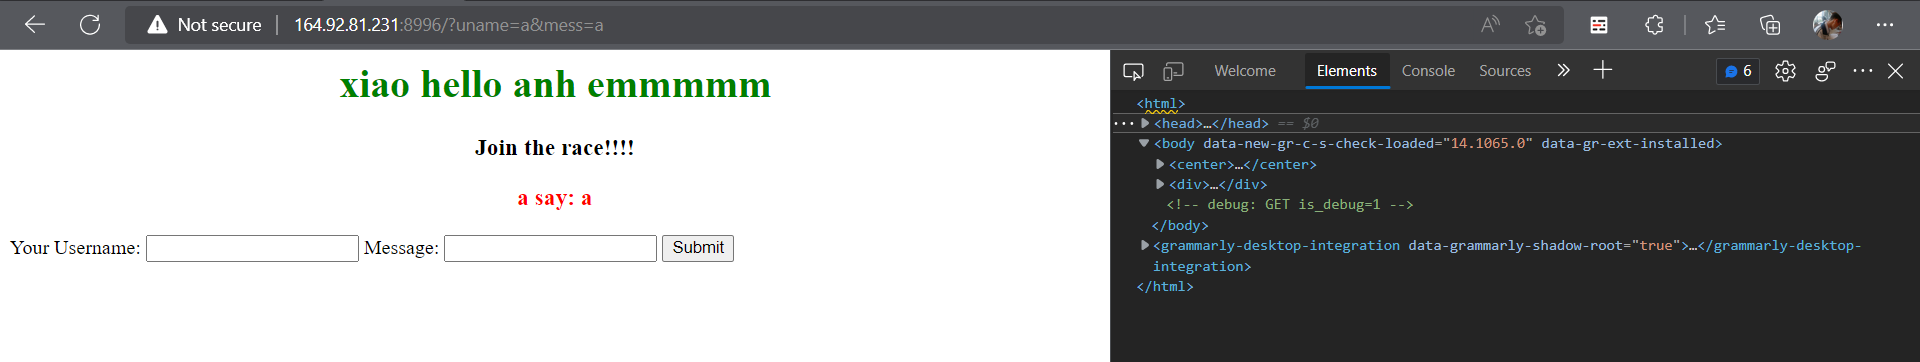 Not secure 164.92.81.231:8996/?uname=a&mess=a
xiao hello anh emmmmm
Join the race!!!!
a say: a
Your Username: Message: Submit
Welcome Elements Console Sources 6
<html>
<head>…</head> == $0
<body data-new-gr-c-s-check-loaded="14.1065.0" data-gr-ext-installed>
<center>…</center>
<div>…</div>
<!-- debug: GET is_debug=1 -->
</body>
<grammarly-desktop-integration data-grammarly-shadow-root="true">…</grammarly-desktop-
integration>
</html>